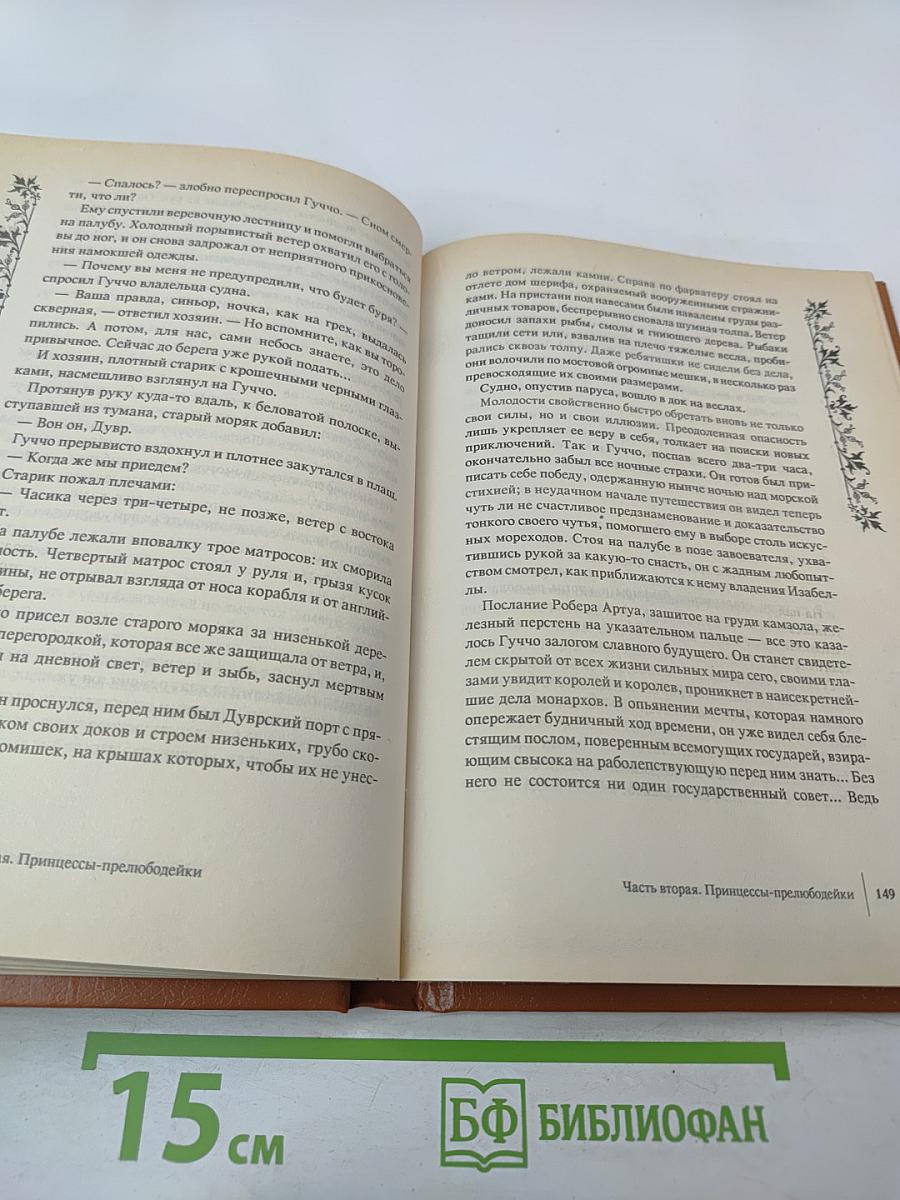 — Спалось? — злобно переспросил Гуччо. — Сном смер-
ти, что ли?
Ему спустили веревочную лестницу и помогли выбраться
на палубу. Холодный порывистый ветер охватил его с голо-
вы до ног, и он снова задрожал от неприятного прикоснове-
ния намокшей одежды.
— Почему вы меня не предупредили, что будет буря? —
спросил Гуччо владельца судна.
— Ваша правда, синьор, ночка, как на грех, выдалась
скверная, — ответил хозяин. — Но вспомните, как вы торо-
пились. А потом, для нас, сами небось знаете, это дело
привычное. Сейчас до берега уже рукой подать...
И хозяин, плотный старик с крошечными черными глаз-
ками, насмешливо взглянул на Гуччо.
Протянув руку куда-то вдаль, к беловатой полоске, вы-
ступавшей из тумана, старый моряк добавил:
— Вон он, Дувр.
Гуччо прерывисто вздохнул и плотнее закутался в плащ.
— Когда же мы приедем?
Старик пожал плечами:
— Часика через три-четыре, не позже, ветер с востока
т.
а палубе лежали вповалку трое матросов: их сморила
ность. Четвертый матрос стоял у руля и, грызя кусок
ины, не отрывал взгляда от носа корабля и от англий-
берега.
о присел возле старого моряка за низенькой дере-
перегородкой, которая все же защищала от ветра, и,
на дневной свет, ветер и зыбь, заснул мертвым
н проснулся, перед ним был Дуврский порт с пря-
ком своих доков и строем низеньких, грубо ско-
омишек, на крышах которых, чтобы их не унес-
ая. Принцессы-прелюбодейки
ло ветром, лежали камни. Справа по фарватеру стоял на
отлете дом шерифа, охраняемый вооруженными стражни-
ками. На пристани под навесами были навалены груды раз-
личных товаров, беспрерывно сновала шумная толпа. Ветер
доносил запахи рыбы, смолы и гниющего дерева. Рыбаки
тащили сети или, взвалив на плечо тяжелые весла, проби-
рались сквозь толпу. Даже ребятишки не сидели без дела,
они волочили по мостовой огромные мешки, в несколько раз
превосходящие их своими размерами.
Судно, опустив паруса, вошло в док на веслах.
Молодости свойственно быстро обретать вновь не только
свои силы, но и свои иллюзии. Преодоленная опасность
лишь укрепляет ее веру в себя, толкает на поиски новых
приключений. Так и Гуччо, поспав всего два-три часа,
окончательно забыл все ночные страхи. Он готов был при-
писать себе победу, одержанную нынче ночью над морской
стихией; в неудачном начале путешествия он видел теперь
чуть ли не счастливое предзнаменование и доказательство
тонкого своего чутья, помогшего ему в выборе столь искус-
ных мореходов. Стоя на палубе в позе завоевателя, ухва-
тившись рукой за какую-то снасть, он с жадным любопыт-
ством смотрел, как приближаются к нему владения Изабел-
лы.
Послание Робера Артуа, зашитое на груди камзола, же-
лезный перстень на указательном пальце — все это каза-
лось Гуччо залогом славного будущего. Он станет свидете-
лем скрытой от всех жизни сильных мира сего, своими гла-
зами увидит королей и королев, проникнет в наисекретней-
шие дела монархов. В опьянении мечты, которая намного
опережает будничный ход времени, он уже видел себя бле-
стящим послом, поверенным всемогущих государей, взира-
ющим свысока на раболепствующую перед ним знать... Без
него не состоится ни один государственный совет... Ведь
Часть вторая. Принцессы-прелюбодейки 149
15 см
БФ БИБЛИОФАН